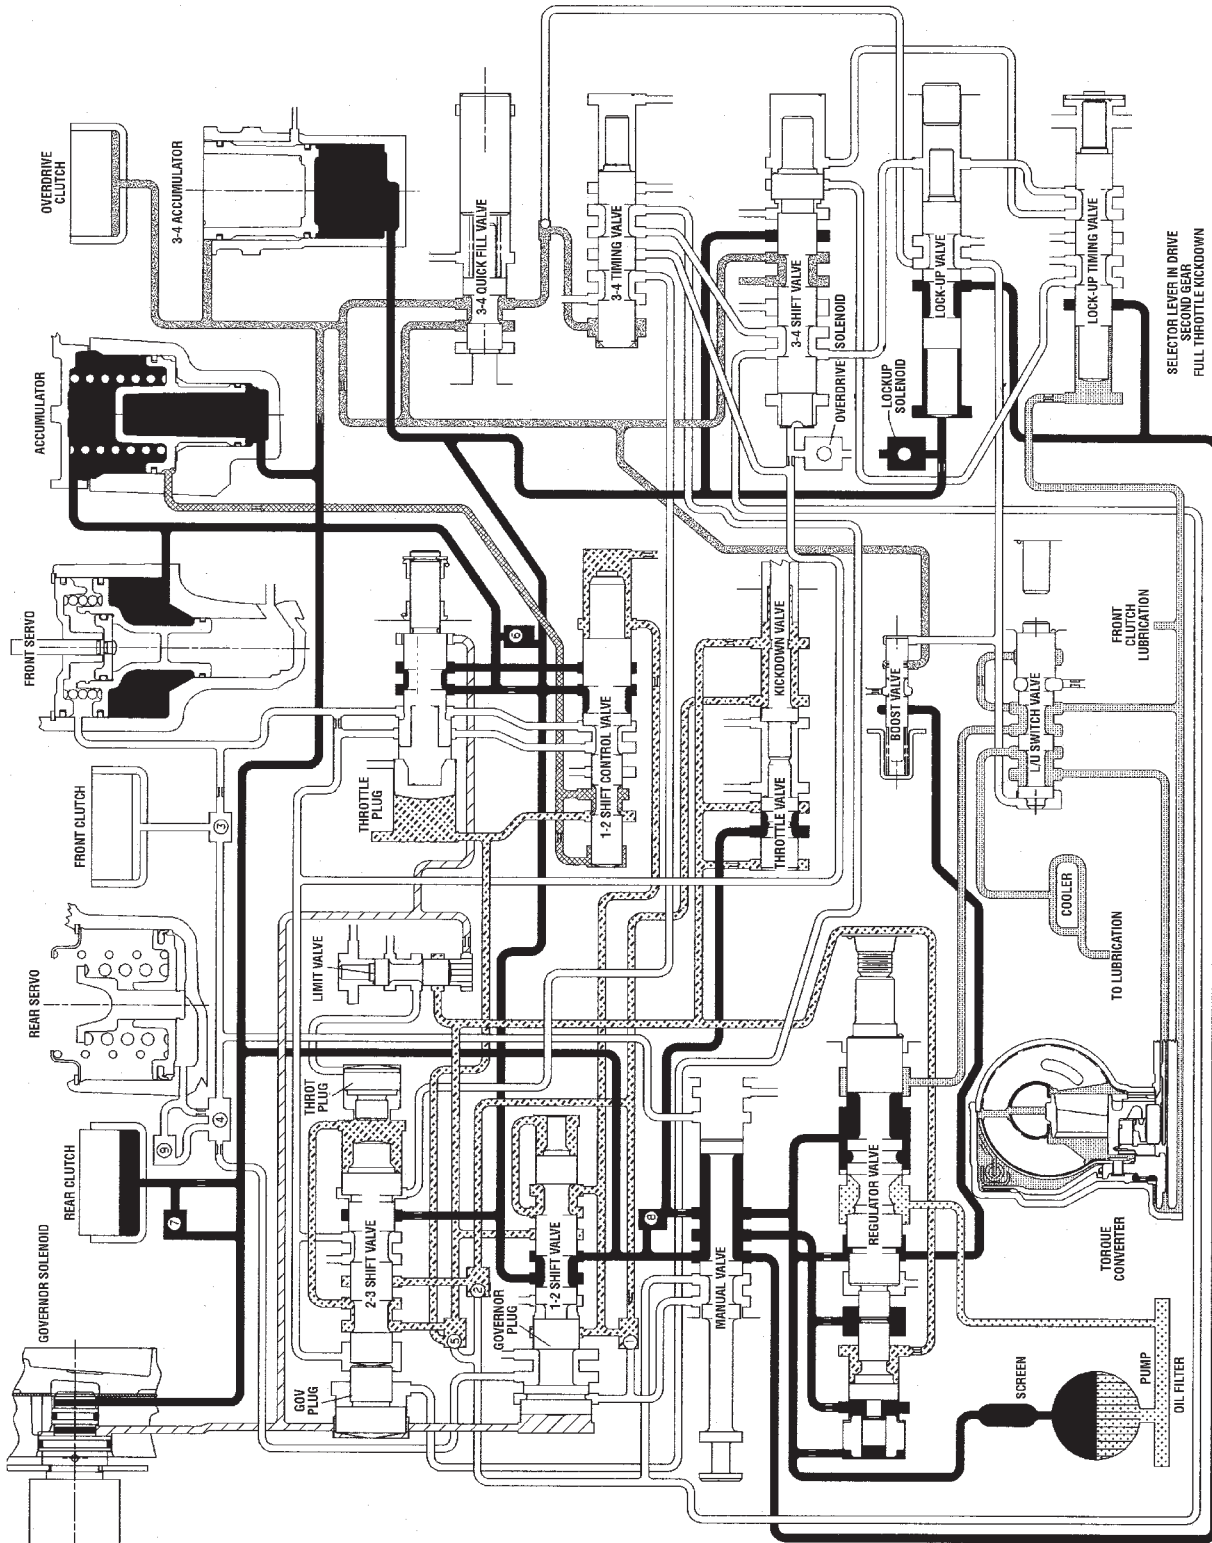 OVERDRIVE
CLUTCH
3-4 ACCUMULATOR
3-4 QUICK FILL VALVE
3-4 TIMING VALVE
3-4 SHIFT VALVE
OVERDRIVE SOLENOID
LOCK-UP VALVE
LOCKUP
SOLENOID
LOCK-UP TIMING VALVE
SELECTOR LEVER IN DRIVE
SECOND GEAR
FULL THROTTLE KICKDOWN
ACCUMULATOR
FRONT SERVO
FRONT CLUTCH
THROTTLE
PLUG
1-2 SHIFT CONTROL VALVE
6
3
THROTTLE VALVE
KICKDOWN VALVE
BOOST VALVE
L/U SWITCH VALVE
FRONT
CLUTCH
LUBRICATION
COOLER
TO LUBRICATION
REAR SERVO
LIMIT VALVE
REAR CLUTCH
9
4
7
THROT
PLUG
2-3 SHIFT VALVE
GOV
PLUG
5
2
GOVERNOR
PLUG
1-2 SHIFT VALVE
1
8
MANUAL VALVE
REGULATOR VALVE
TORQUE
CONVERTER
GOVERNOR SOLENOID
SCREEN
PUMP
OIL FILTER